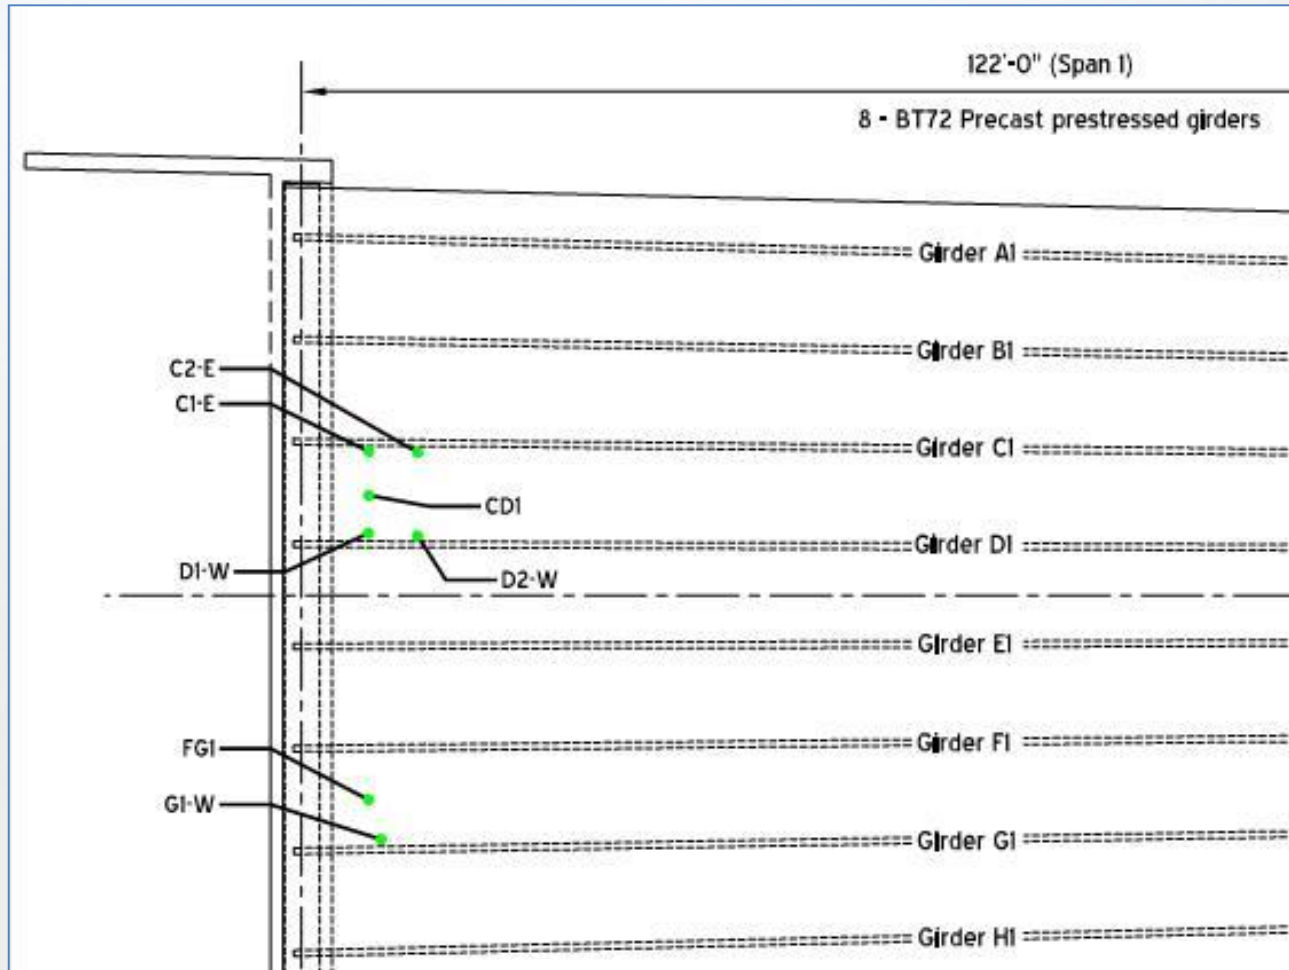 122'-0" (Span 1)
8 - BT72 Precast prestressed girders
Girder A1
Girder B1
C2-E
C1-E
Girder C1
CD1
Girder D1
D1-W
D2-W
Girder E1
FG1
Girder F1
G1-W
Girder G1
Girder H1